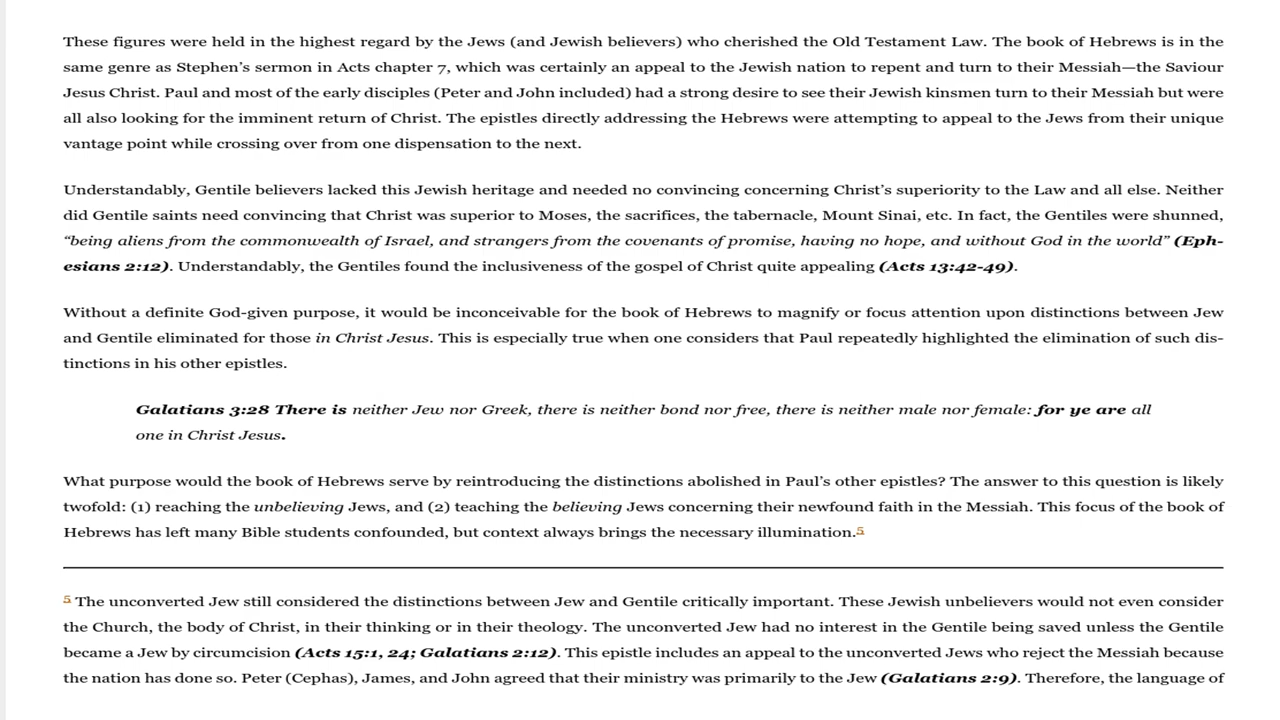 These figures were held in the highest regard by the Jews (and Jewish believers) who cherished the Old Testament Law. The book of Hebrews is in the
same genre as Stephen’s sermon in Acts chapter 7, which was certainly an appeal to the Jewish nation to repent and turn to their Messiah—the Saviour
Jesus Christ. Paul and most of the early disciples (Peter and John included) had a strong desire to see their Jewish kinsmen turn to their Messiah but were
all also looking for the imminent return of Christ. The epistles directly addressing the Hebrews were attempting to appeal to the Jews from their unique
vantage point while crossing over from one dispensation to the next.
Understandably, Gentile believers lacked this Jewish heritage and needed no convincing concerning Christ’s superiority to the Law and all else. Neither
did Gentile saints need convincing that Christ was superior to Moses, the sacrifices, the tabernacle, Mount Sinai, etc. In fact, the Gentiles were shunned,
“being aliens from the commonwealth of Israel, and strangers from the covenants of promise, having no hope, and without God in the world” (Eph-
esians 2:12). Understandably, the Gentiles found the inclusiveness of the gospel of Christ quite appealing (Acts 13:42-49).
Without a definite God-given purpose, it would be inconceivable for the book of Hebrews to magnify or focus attention upon distinctions between Jew
and Gentile eliminated for those in Christ Jesus. This is especially true when one considers that Paul repeatedly highlighted the elimination of such dis-
tinctions in his other epistles.
Galatians 3:28 There is neither Jew nor Greek, there is neither bond nor free, there is neither male nor female: for ye are all
one in Christ Jesus.
What purpose would the book of Hebrews serve by reintroducing the distinctions abolished in Paul’s other epistles? The answer to this question is likely
twofold: (1) reaching the unbelieving Jews, and (2) teaching the believing Jews concerning their newfound faith in the Messiah. This focus of the book of
Hebrews has left many Bible students confounded, but context always brings the necessary illumination.5
5 The unconverted Jew still considered the distinctions between Jew and Gentile critically important. These Jewish unbelievers would not even consider
the Church, the body of Christ, in their thinking or in their theology. The unconverted Jew had no interest in the Gentile being saved unless the Gentile
became a Jew by circumcision (Acts 15:1, 24; Galatians 2:12). This epistle includes an appeal to the unconverted Jews who reject the Messiah because
the nation has done so. Peter (Cephas), James, and John agreed that their ministry was primarily to the Jew (Galatians 2:9). Therefore, the language of